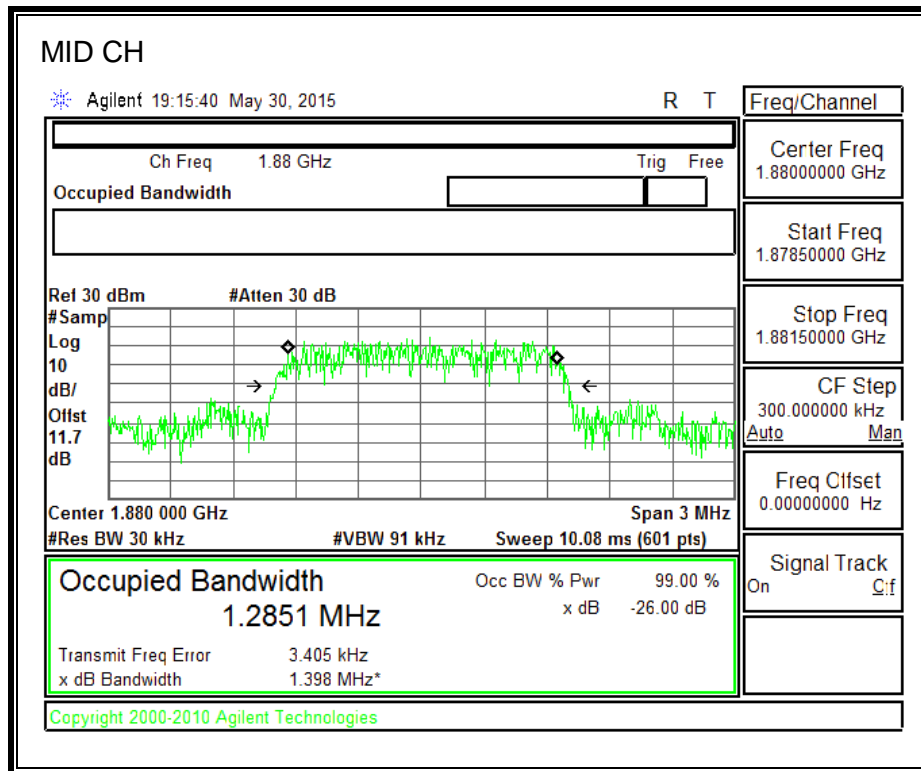 MID CH
Agilent 19:15:40 May 30, 2015 R T
Freq/Channel
Ch Freq 1.88 GHz Trig Free
Occupied Bandwidth
Center Freq
1.88000000 GHz
Start Freq
1.87850000 GHz
Stop Freq
1.88150000 GHz
CF Step
300.000000 kHz
Auto Man
Freq Offset
0.00000000 Hz
Signal Track
On Off
Ref 30 dBm #Atten 30 dB
#Samp
Log
10
dB/
Offst
11.7
dB
Center 1.880 000 GHz Span 3 MHz
#Res BW 30 kHz #VBW 91 kHz Sweep 10.08 ms (601 pts)
Occupied Bandwidth Occ BW % Pwr 99.00 %
1.2851 MHz x dB -26.00 dB
Transmit Freq Error 3.405 kHz
x dB Bandwidth 1.398 MHz*
Copyright 2000-2010 Agilent Technologies